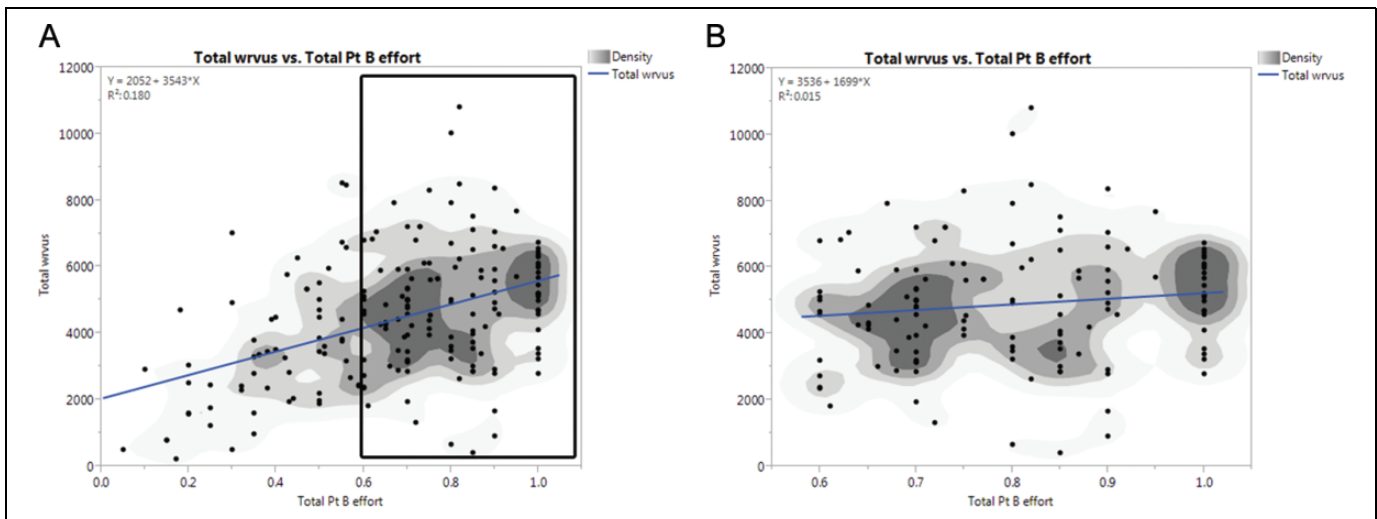 A
Total wrvus vs. Total Pt B effort
Y = 2052 + 3543*X
R²: 0.180
Density
Total wrvus
12000
10000
8000
6000
4000
2000
0
Total wrvus
0.0 0.2 0.4 0.6 0.8 1.0
Total Pt B effort
B
Total wrvus vs. Total Pt B effort
Y = 3536 + 1699*X
R²: 0.015
Density
Total wrvus
12000
10000
8000
6000
4000
2000
0
Total wrvus
0.6 0.7 0.8 0.9 1.0
Total Pt B effort